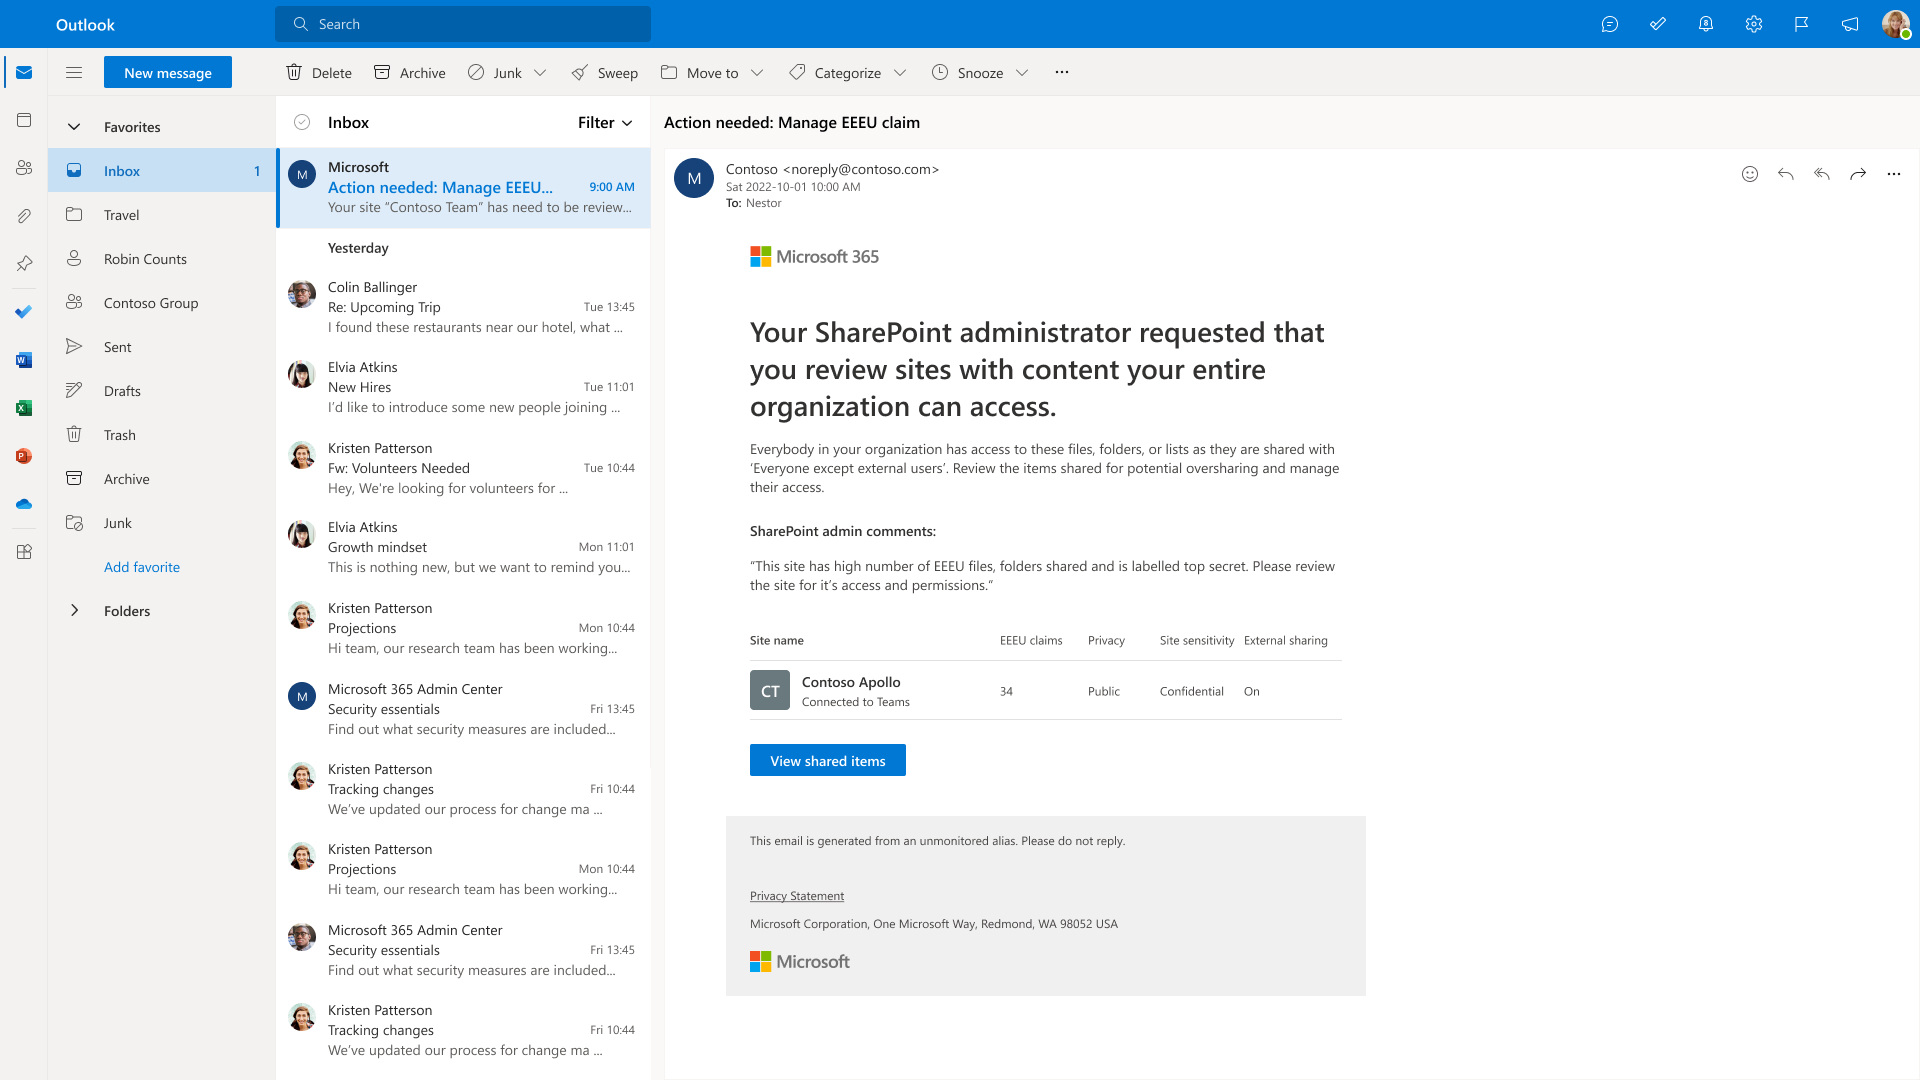 Outlook
Search
8
New message
Delete
Archive
Junk
Sweep
Move to
Categorize
Snooze
Favorites
Inbox 1
Travel
Robin Counts
Contoso Group
Sent
Drafts
Trash
Archive
Junk
Add favorite
Folders
W
X
P
Inbox
Filter
M
Microsoft
Action needed: Manage EEEU... 9:00 AM
Your site “Contoso Team” has need to be review...
Yesterday
Colin Ballinger
Re: Upcoming Trip Tue 13:45
I found these restaurants near our hotel, what ...
Elvia Atkins
New Hires Tue 11:01
I’d like to introduce some new people joining ...
Kristen Patterson
Fw: Volunteers Needed Tue 10:44
Hey, We're looking for volunteers for ...
Elvia Atkins
Growth mindset Mon 11:01
This is nothing new, but we want to remind you...
Kristen Patterson
Projections Mon 10:44
Hi team, our research team has been working...
M
Microsoft 365 Admin Center
Security essentials Fri 13:45
Find out what security measures are included...
Kristen Patterson
Tracking changes Fri 10:44
We’ve updated our process for change ma ...
Kristen Patterson
Projections Mon 10:44
Hi team, our research team has been working...
Microsoft 365 Admin Center
Security essentials Fri 13:45
Find out what security measures are included...
Kristen Patterson
Tracking changes Fri 10:44
We’ve updated our process for change ma ...
Action needed: Manage EEEU claim
M
Contoso <noreply@contoso.com>
Sat 2022-10-01 10:00 AM
To: Nestor
Microsoft 365
Your SharePoint administrator requested that
you review sites with content your entire
organization can access.
Everybody in your organization has access to these files, folders, or lists as they are shared with
‘Everyone except external users’. Review the items shared for potential oversharing and manage
their access.
SharePoint admin comments:
“This site has high number of EEEU files, folders shared and is labelled top secret. Please review
the site for it’s access and permissions.”
Site name EEEU claims Privacy Site sensitivity External sharing
CT
Contoso Apollo
Connected to Teams
34 Public Confidential On
View shared items
This email is generated from an unmonitored alias. Please do not reply.
Privacy Statement
Microsoft Corporation, One Microsoft Way, Redmond, WA 98052 USA
Microsoft